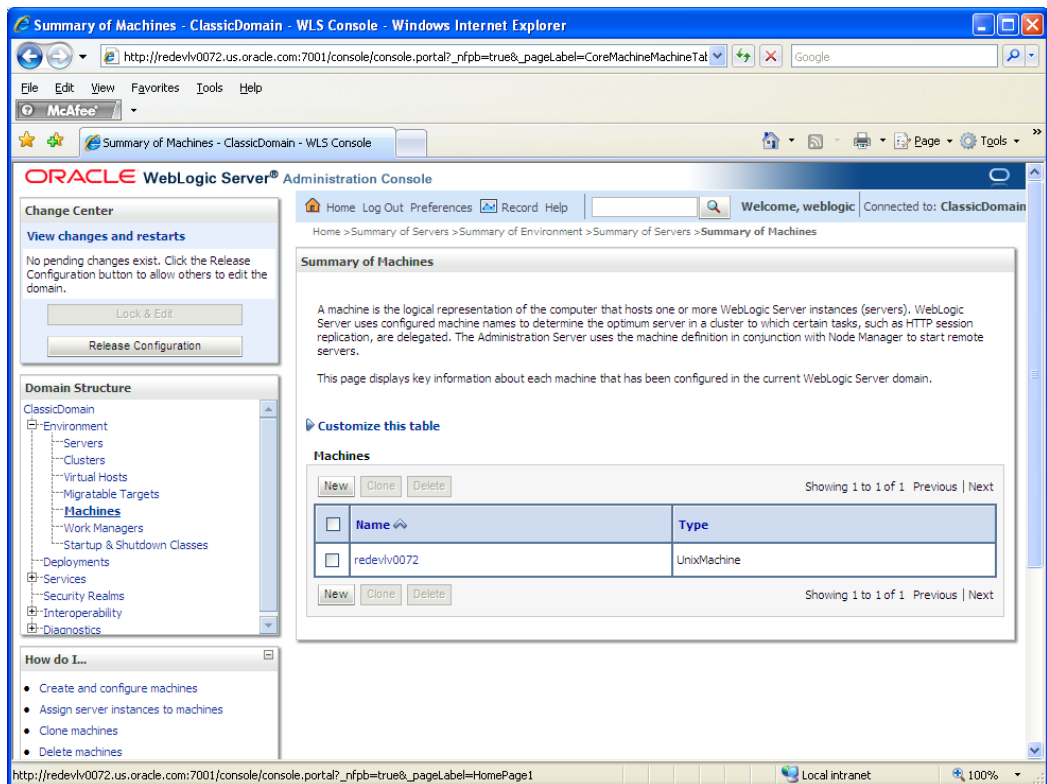 Summary of Machines - ClassicDomain - WLS Console - Windows Internet Explorer
http://redevlv0072.us.oracle.com:7001/console/console.portal?_nfpb=true&_pageLabel=CoreMachineMachineTal
Google
File Edit View Favorites Tools Help
McAfee
Summary of Machines - ClassicDomain - WLS Console
Page Tools »
ORACLE WebLogic Server® Administration Console
Change Center
View changes and restarts
No pending changes exist. Click the Release
Configuration button to allow others to edit the
domain.
Lock & Edit
Release Configuration
Domain Structure
ClassicDomain
Environment
Servers
Clusters
Virtual Hosts
Migratable Targets
Machines
Work Managers
Startup & Shutdown Classes
Deployments
Services
Security Realms
Interoperability
Diagnostics
How do I...
Create and configure machines
Assign server instances to machines
Clone machines
Delete machines
Home Log Out Preferences Record Help
Welcome, weblogic Connected to: ClassicDomain
Home >Summary of Servers >Summary of Environment >Summary of Servers >Summary of Machines
Summary of Machines
A machine is the logical representation of the computer that hosts one or more WebLogic Server instances (servers). WebLogic
Server uses configured machine names to determine the optimum server in a cluster to which certain tasks, such as HTTP session
replication, are delegated. The Administration Server uses the machine definition in conjunction with Node Manager to start remote
servers.
This page displays key information about each machine that has been configured in the current WebLogic Server domain.
Customize this table
Machines
New Clone Delete Showing 1 to 1 of 1 Previous | Next
Name Type
redevlv0072 UnixMachine
New Clone Delete Showing 1 to 1 of 1 Previous | Next
http://redevlv0072.us.oracle.com:7001/console/console.portal?_nfpb=true&_pageLabel=HomePage1
Local intranet 100%